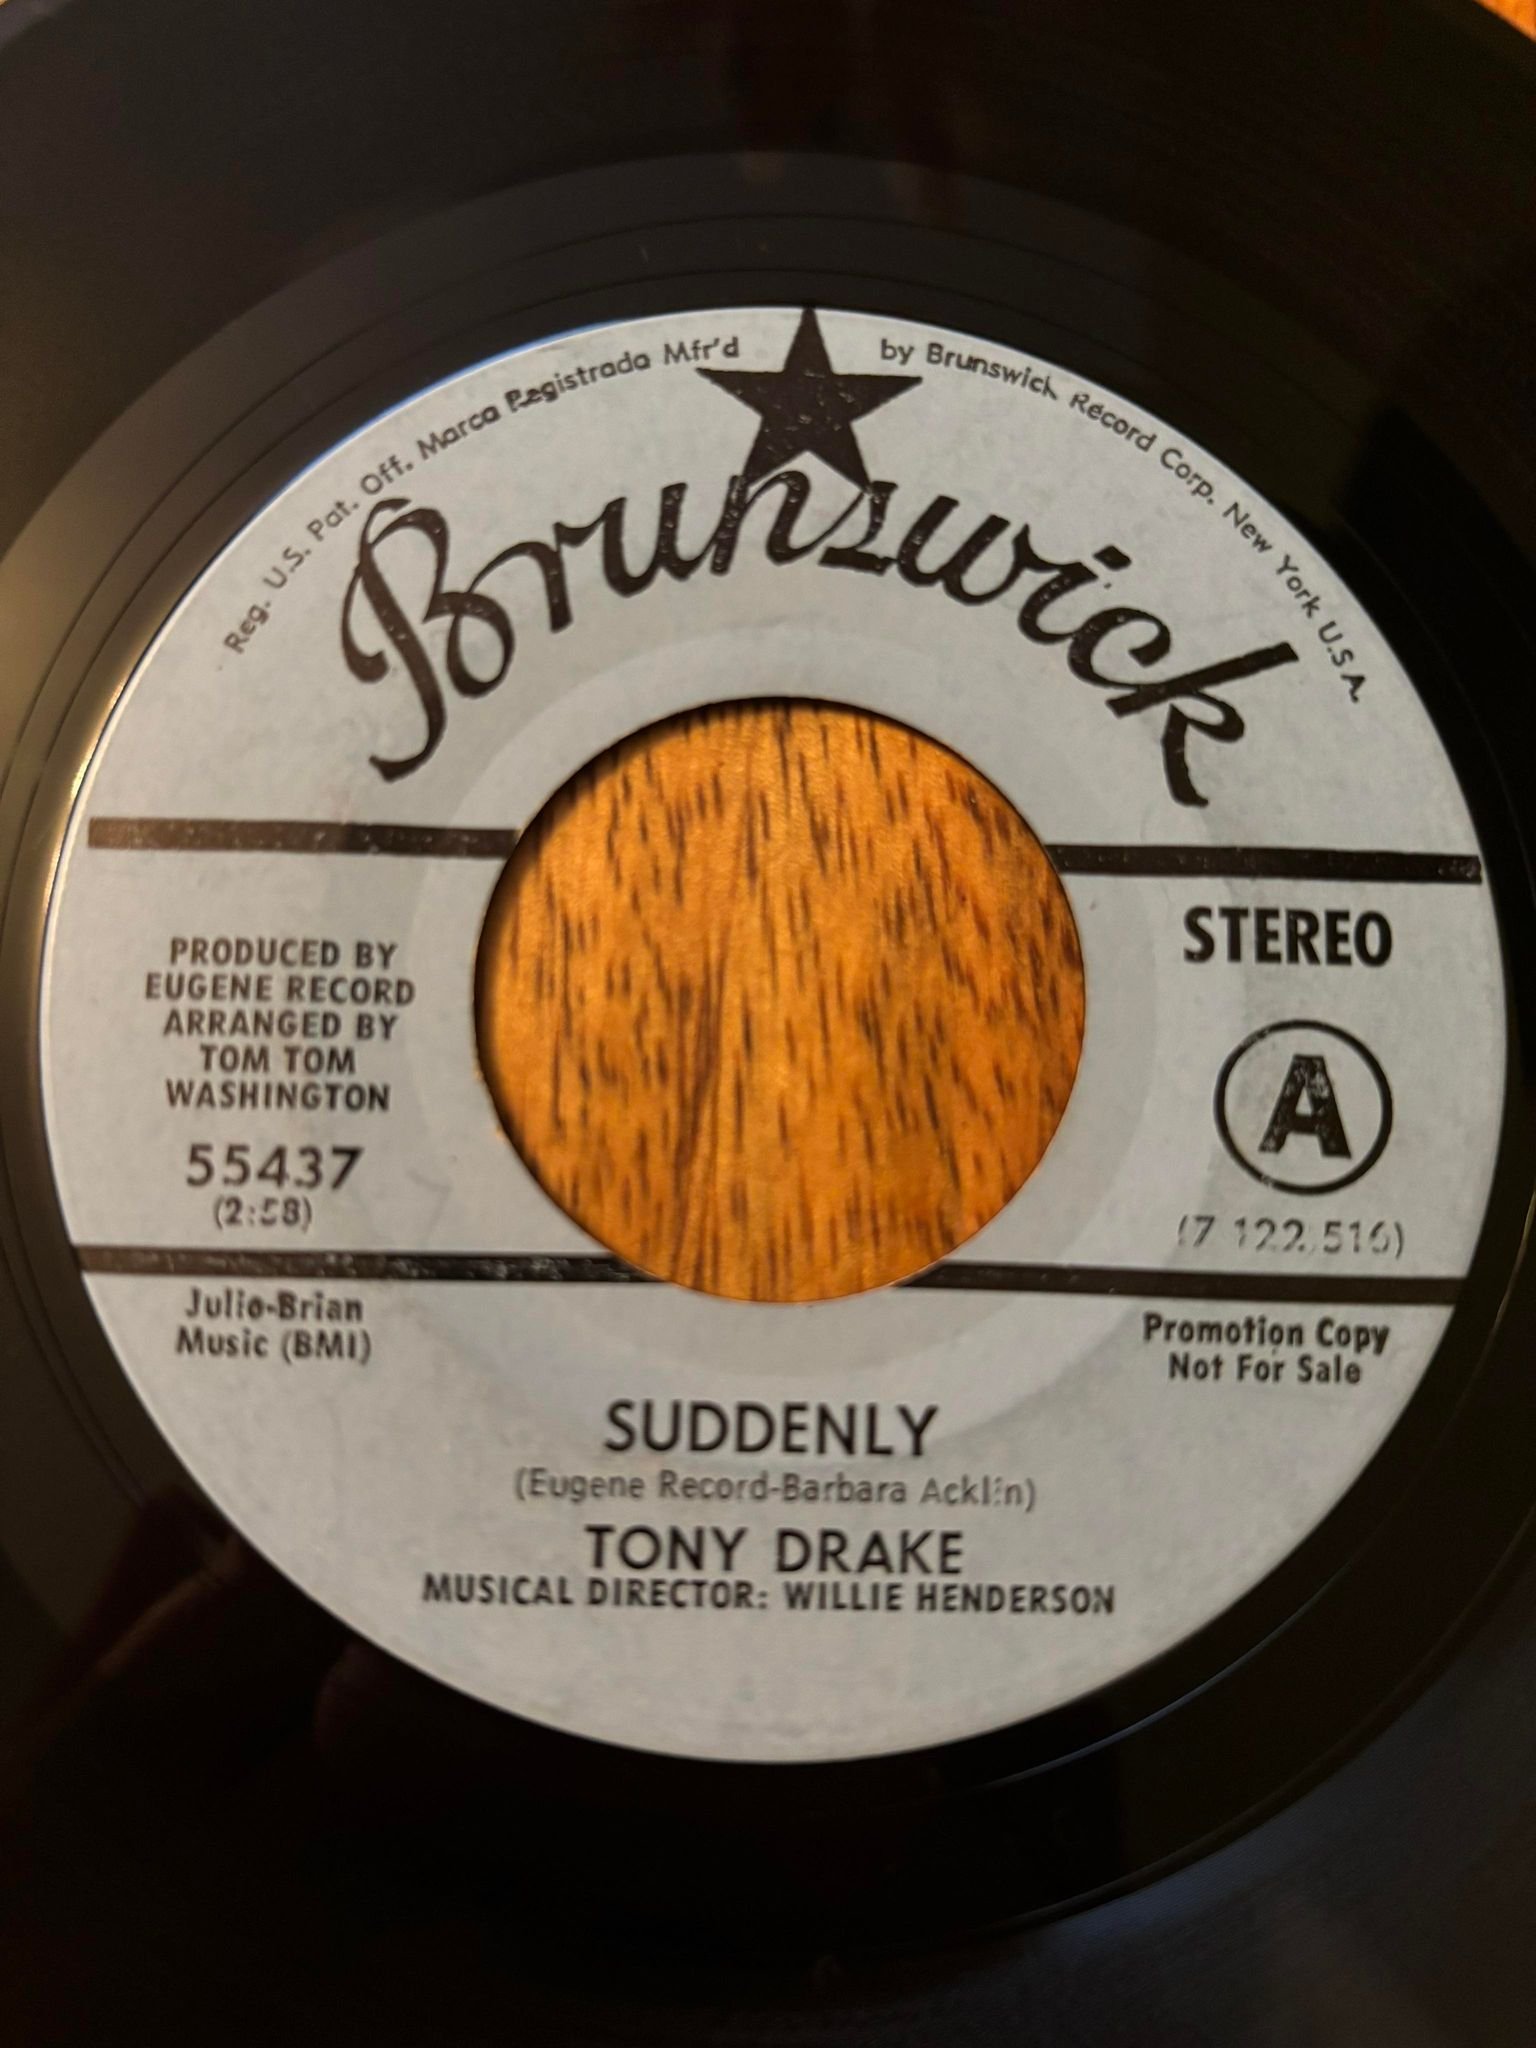 Reg. U.S. Pat. Off. Marca Registrada Mfr'd by Brunswick Record Corp. New York U.S.A.
Brunswick
STEREO
PRODUCED BY
EUGENE RECORD
ARRANGED BY
TOM TOM
WASHINGTON
55437
(2:58)
A
(7-122,516)
Julio-Brian
Music (BMI)
Promotion Copy
Not For Sale
SUDDENLY
(Eugene Record-Barbara Acklin)
TONY DRAKE
MUSICAL DIRECTOR: WILLIE HENDERSON